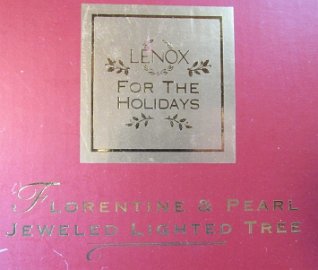 LENOX
FOR THE
HOLIDAYS
FLORENTINE & PEARL
JEWELED LIGHTED TREE